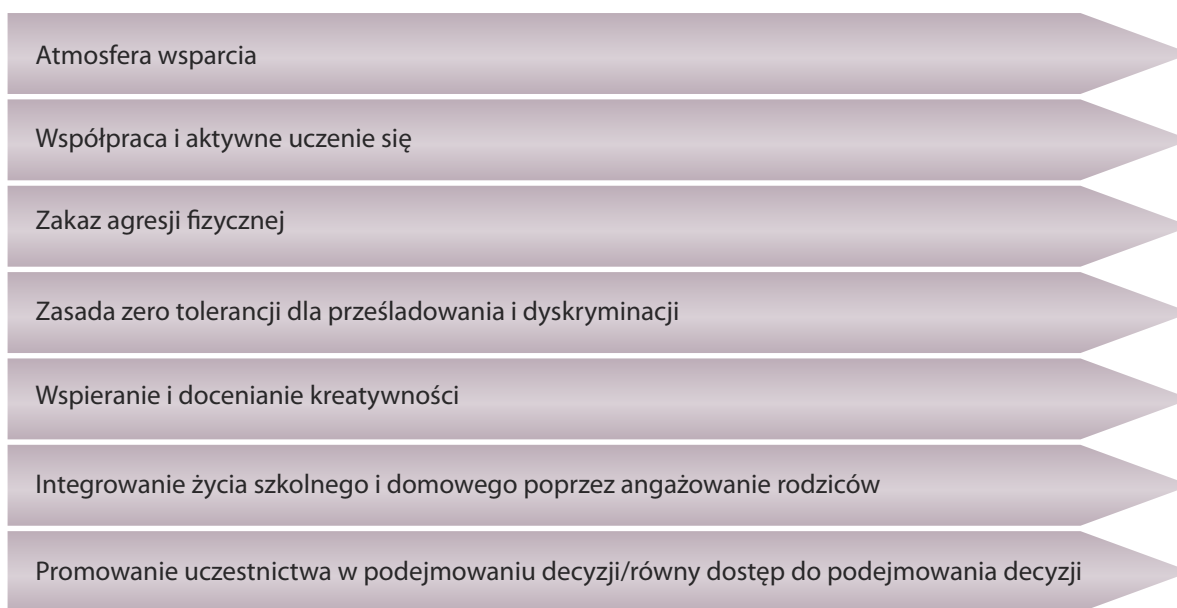 Atmosfera wsparcia
Współpraca i aktywne uczenie się
Zakaz agresji fizycznej
Zasada zero tolerancji dla prześladowania i dyskryminacji
Wspieranie i docenianie kreatywności
Integrowanie życia szkolnego i domowego poprzez angażowanie rodziców
Promowanie uczestnictwa w podejmowaniu decyzji/równy dostęp do podejmowania decyzji